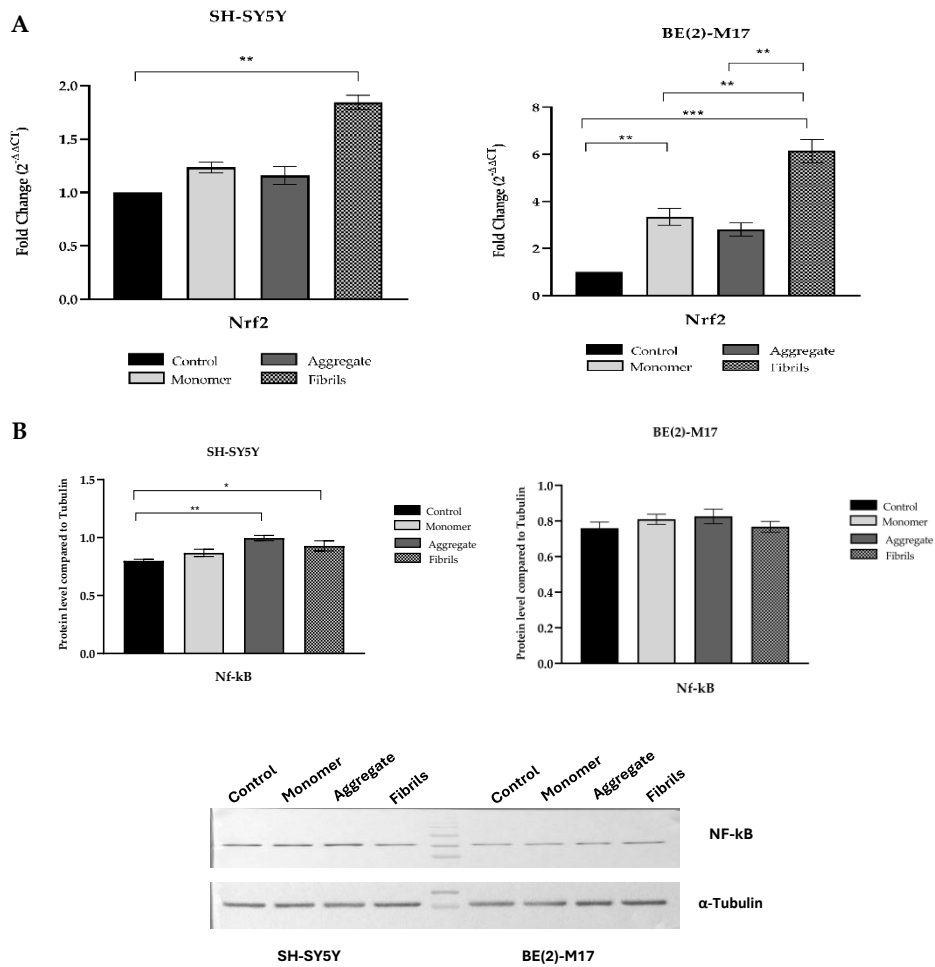 A
SH-SY5Y
**
Fold Change (2^-ΔΔCT)
2.0
1.5
1.0
0.5
0.0
Nrf2
Control
Aggregate
Monomer
Fibrils
BE(2)-M17
**
**
***
**
Fold Change (2^-ΔΔCT)
8
6
4
2
0
Nrf2
Control
Aggregate
Monomer
Fibrils
B
SH-SY5Y
*
**
Protein level compared to Tubulin
1.5
1.0
0.5
0.0
Nf-kB
Control
Monomer
Aggregate
Fibrils
BE(2)-M17
Protein level compared to Tubulin
1.0
0.8
0.6
0.4
0.2
0.0
Nf-kB
Control
Monomer
Aggregate
Fibrils
Control Monomer Aggregate Fibrils Control Monomer Aggregate Fibrils
NF-kB
α-Tubulin
SH-SY5Y BE(2)-M17